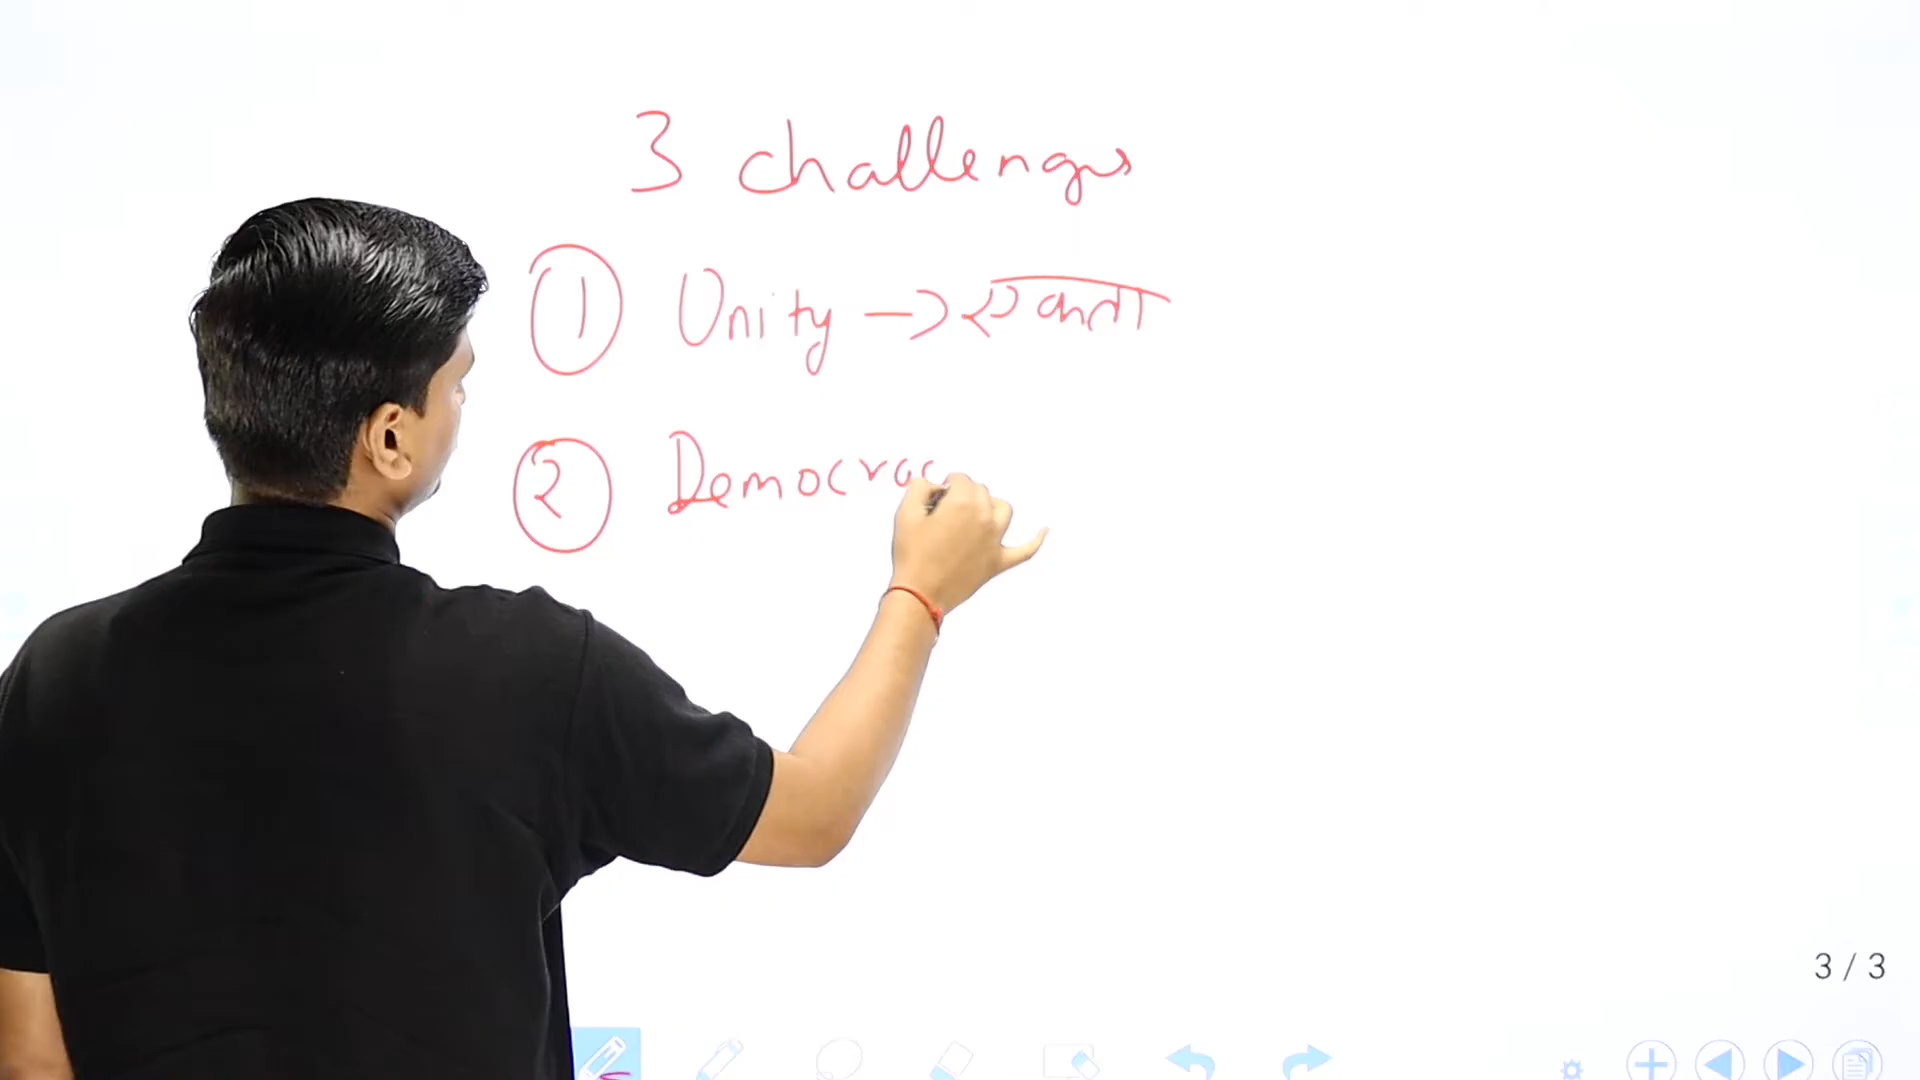 3 challenges
1 Unity → एकता
2 Democrac
3 / 3